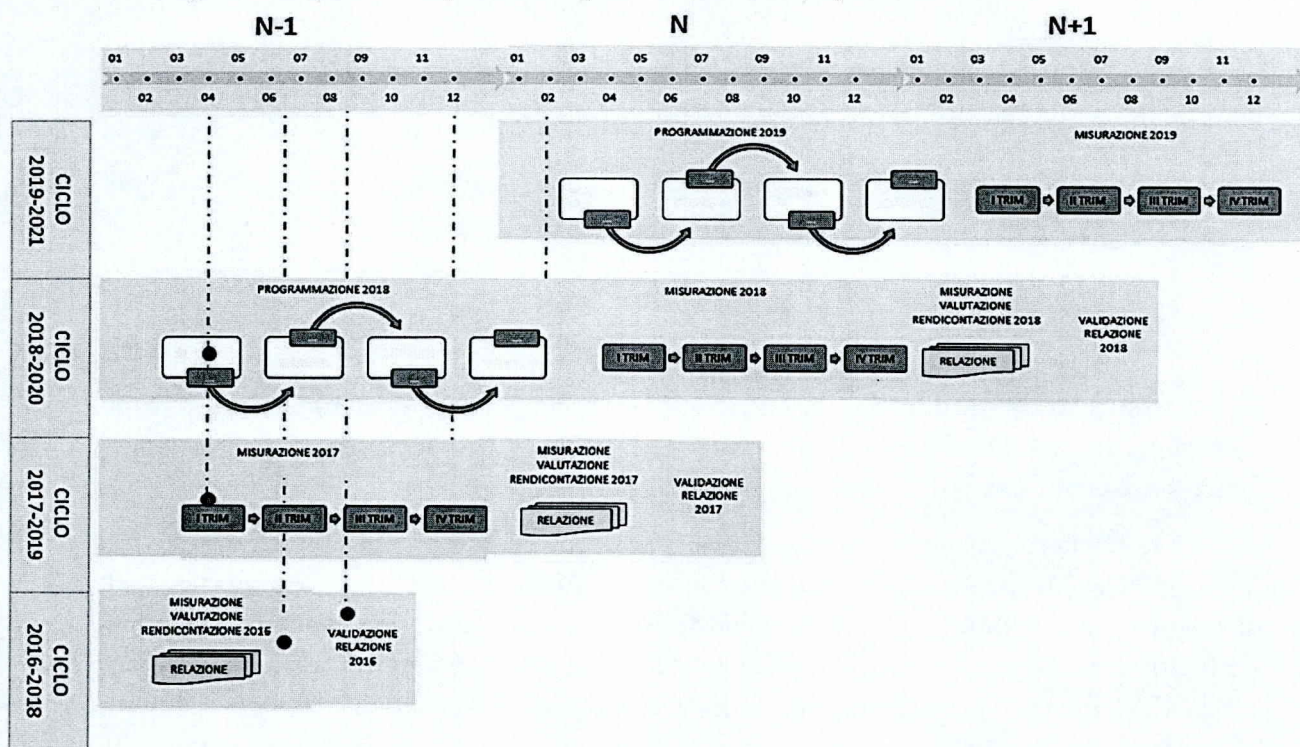 N-1
N
N+1
01 03 05 07 09 11 01 03 05 07 09 11 01 03 05 07 09 11
02 04 06 08 10 12 02 04 06 08 10 12 02 04 06 08 10 12
CICLO
2019-2021
PROGRAMMAZIONE 2019
MISURAZIONE 2019
I TRIM
II TRIM
III TRIM
IV TRIM
CICLO
2018-2020
PROGRAMMAZIONE 2018
MISURAZIONE 2018
I TRIM
II TRIM
III TRIM
IV TRIM
MISURAZIONE
VALUTAZIONE
RENDICONTAZIONE 2018
RELAZIONE
VALIDAZIONE
RELAZIONE
2018
CICLO
2017-2019
MISURAZIONE 2017
I TRIM
II TRIM
III TRIM
IV TRIM
MISURAZIONE
VALUTAZIONE
RENDICONTAZIONE 2017
RELAZIONE
VALIDAZIONE
RELAZIONE
2017
CICLO
2016-2018
MISURAZIONE
VALUTAZIONE
RENDICONTAZIONE 2016
RELAZIONE
VALIDAZIONE
RELAZIONE
2016